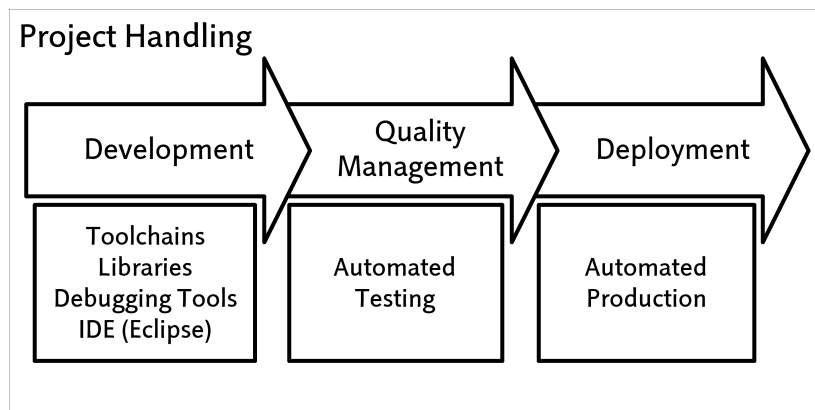 Project Handling
Development
Quality
Management
Deployment
Toolchains
Libraries
Debugging Tools
IDE (Eclipse)
Automated
Testing
Automated
Production